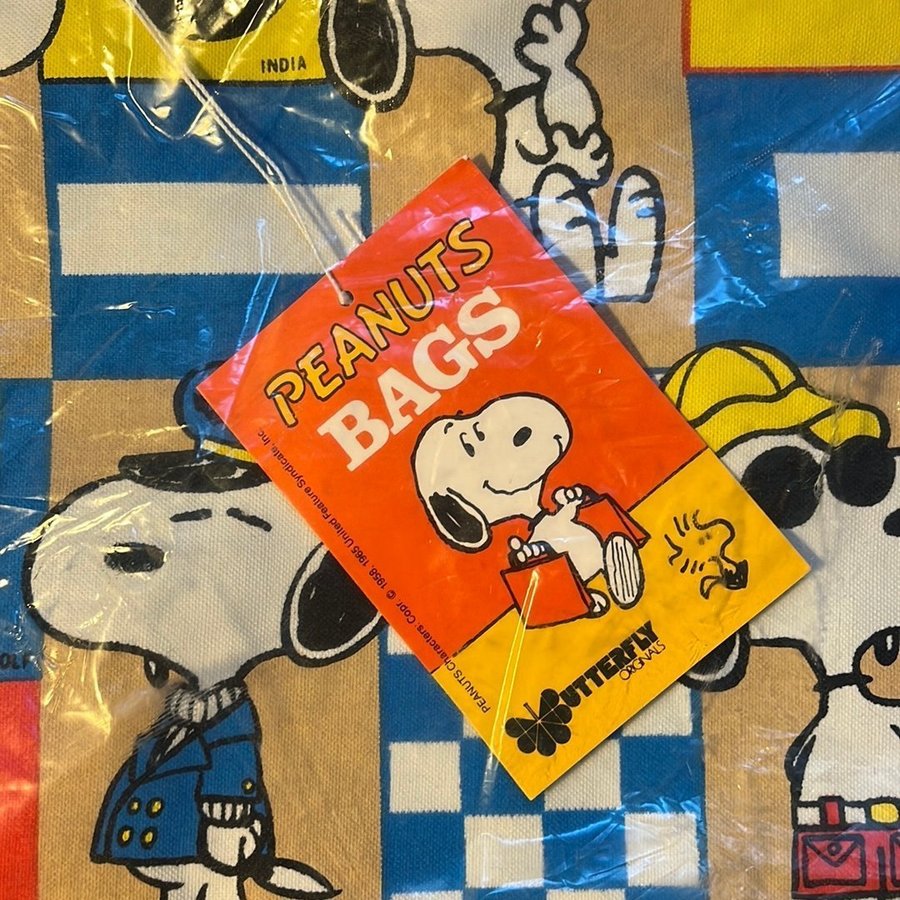 INDIA
PEANUTS
BAGS
PEANUTS Characters: Copr. © 1958, 1965 United Feature Syndicate, Inc.
BUTTERFLY
ORIGINALS